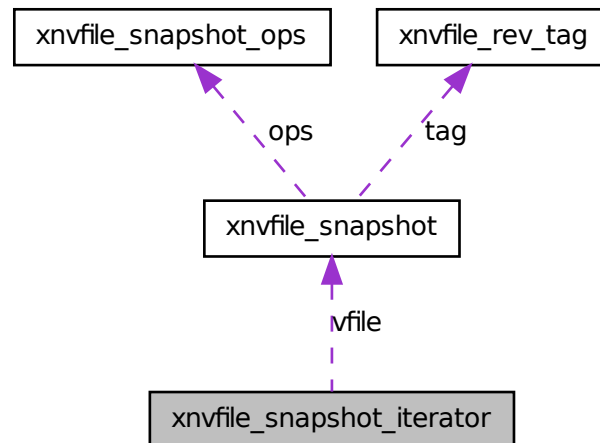 xnvfile_snapshot_ops
xnvfile_rev_tag
ops
tag
xnvfile_snapshot
vfile
xnvfile_snapshot_iterator